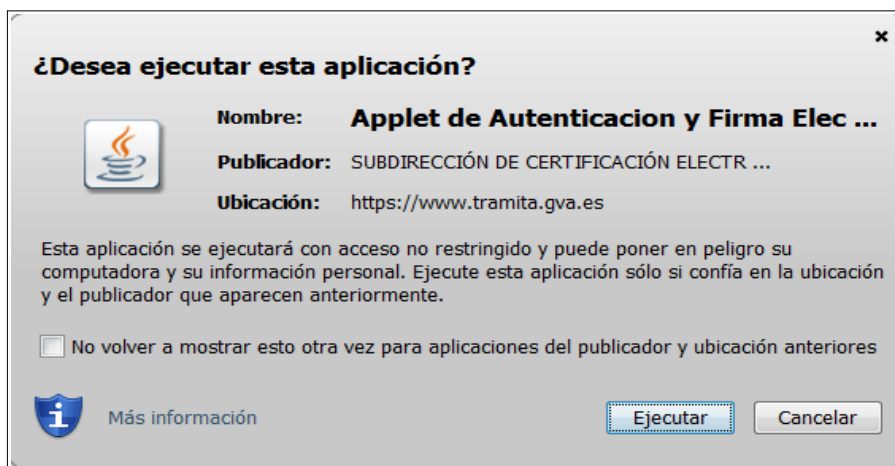 ¿Desea ejecutar esta aplicación?
Nombre: Applet de Autenticacion y Firma Elec ...
Publicador: SUBDIRECCIÓN DE CERTIFICACIÓN ELECTR ...
Ubicación: https://www.tramita.gva.es
Esta aplicación se ejecutará con acceso no restringido y puede poner en peligro su
computadora y su información personal. Ejecute esta aplicación sólo si confía en la ubicación
y el publicador que aparecen anteriormente.
No volver a mostrar esto otra vez para aplicaciones del publicador y ubicación anteriores
Más información
Ejecutar
Cancelar